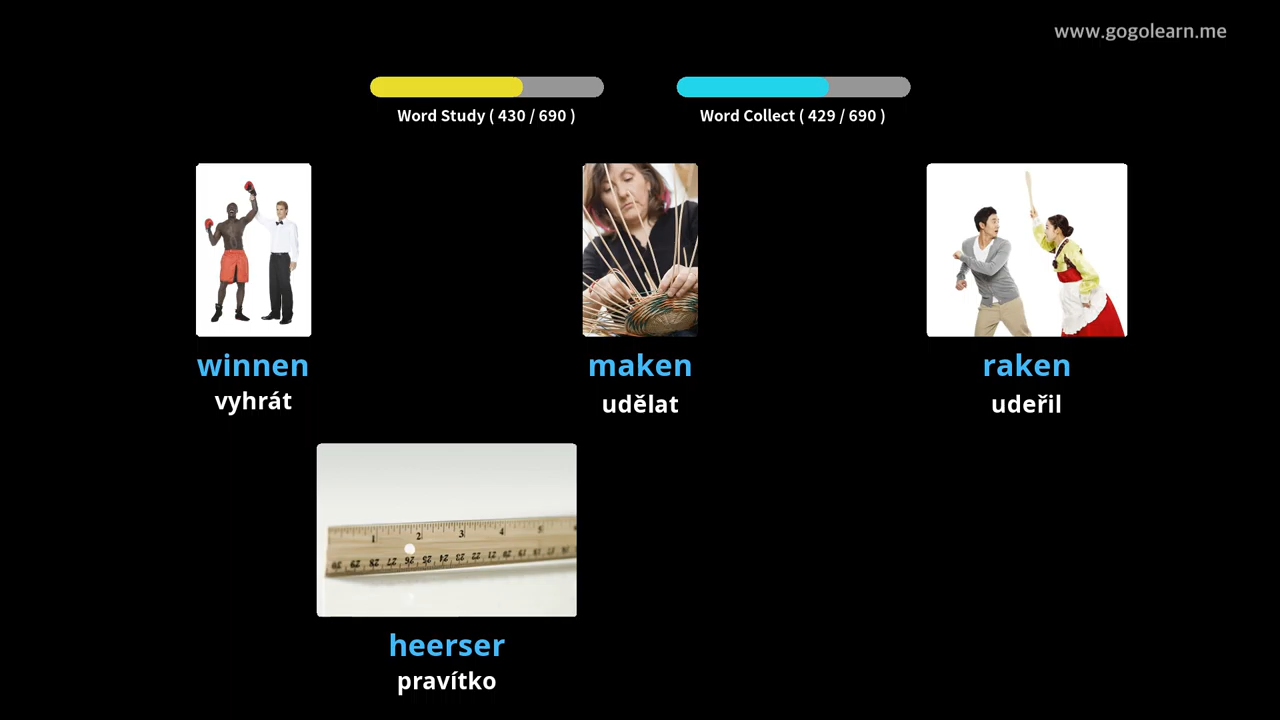 www.gogolearn.me
Word Study ( 430 / 690 )
Word Collect ( 429 / 690 )
winnen
vyhrát
maken
udělat
raken
udeřil
heerser
pravítko